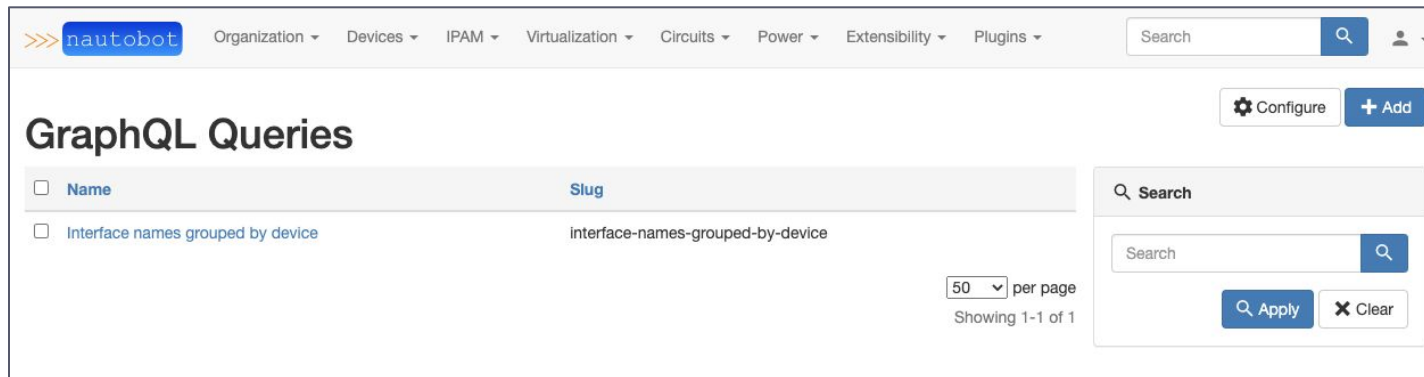 >>> nautobot Organization Devices IPAM Virtualization Circuits Power Extensibility Plugins Search
Configure + Add
GraphQL Queries
Name Slug
Search
Interface names grouped by device interface-names-grouped-by-device
Search
50 per page
Showing 1-1 of 1
Apply Clear